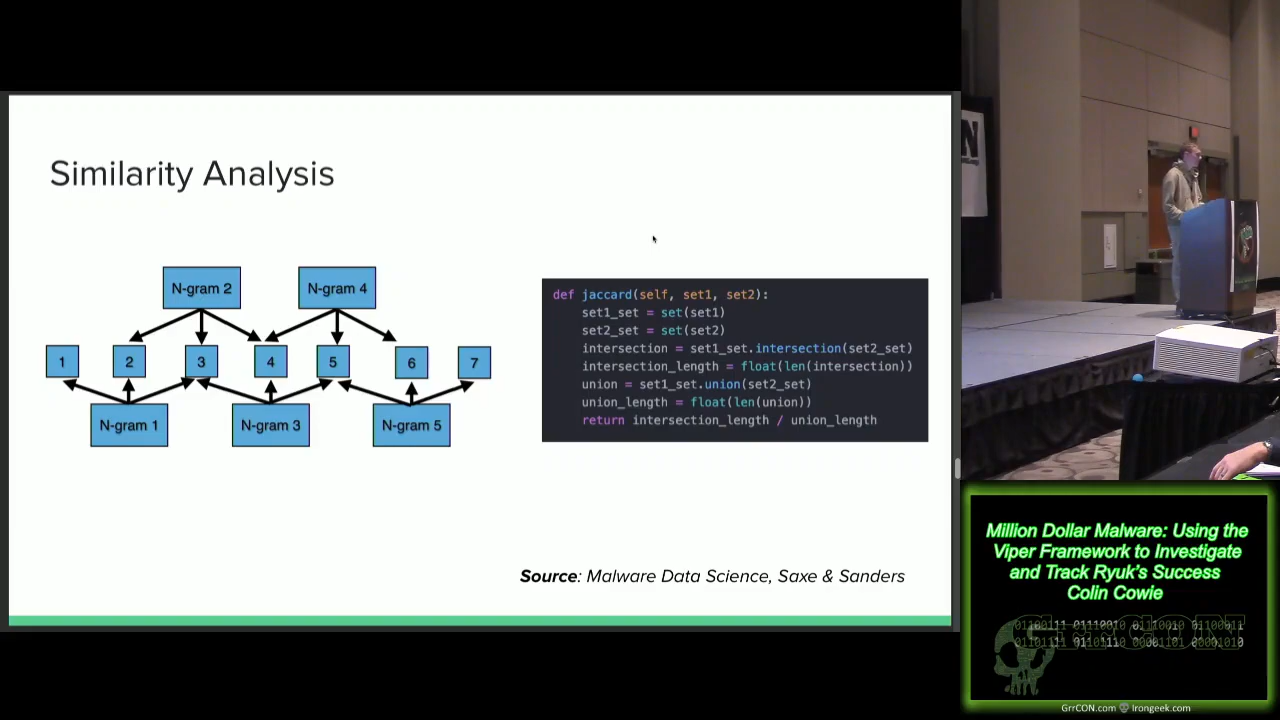 Similarity Analysis
N-gram 2
N-gram 4
1
2
3
4
5
6
7
N-gram 1
N-gram 3
N-gram 5
def jaccard(self, set1, set2):
set1_set = set(set1)
set2_set = set(set2)
intersection = set1_set.intersection(set2_set)
intersection_length = float(len(intersection))
union = set1_set.union(set2_set)
union_length = float(len(union))
return intersection_length / union_length
Source: Malware Data Science, Saxe & Sanders
N
Million Dollar Malware: Using the
Viper Framework to Investigate
and Track Ryuk's Success
Colin Cowie
GrrCON
GrrCON.com Irongeek.com